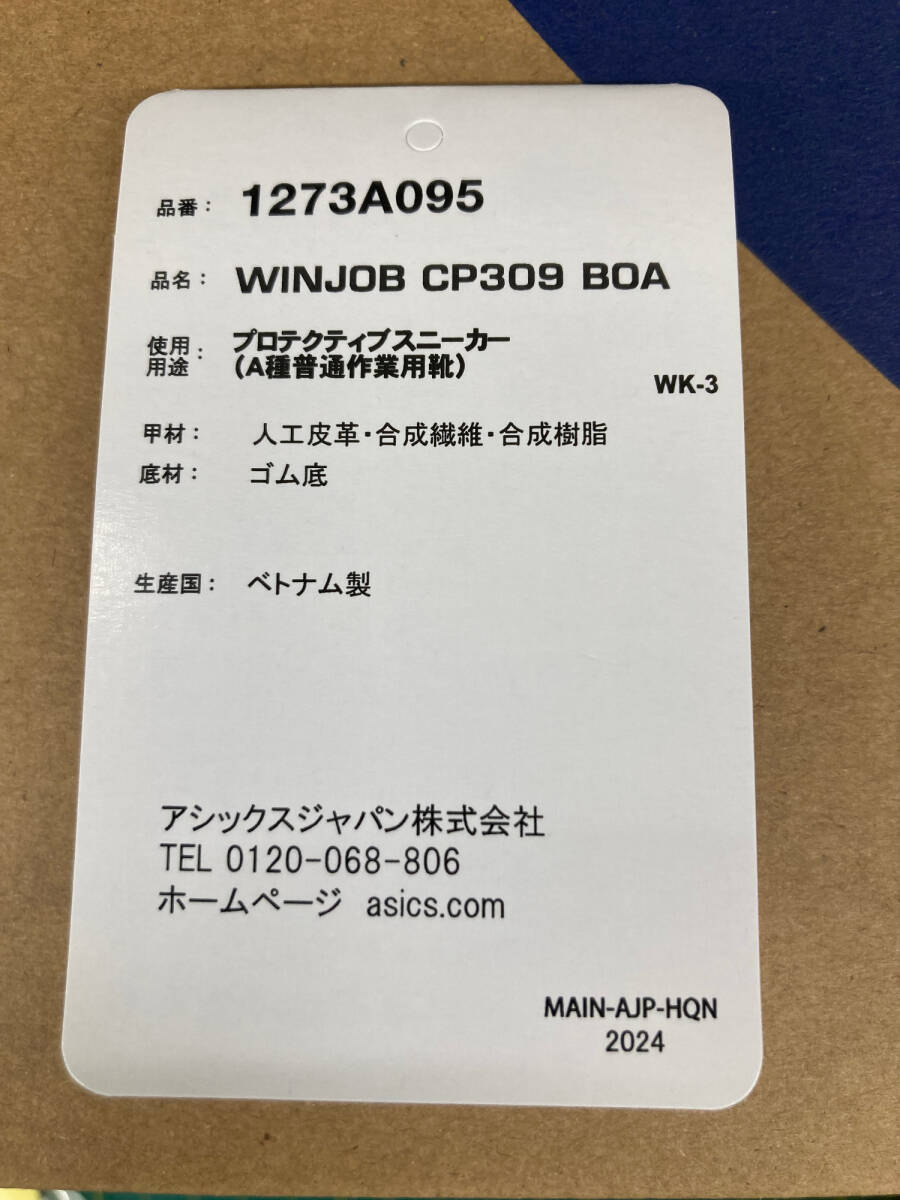 品番： 1273A095
品名： WINJOB CP309 BOA
使用用途： プロテクティブスニーカー
(A種普通作業用靴)
WK-3
甲材： 人工皮革・合成繊維・合成樹脂
底材： ゴム底
生産国： ベトナム製
アシックスジャパン株式会社
TEL 0120-068-806
ホームページ asics.com
MAIN-AJP-HQN
2024